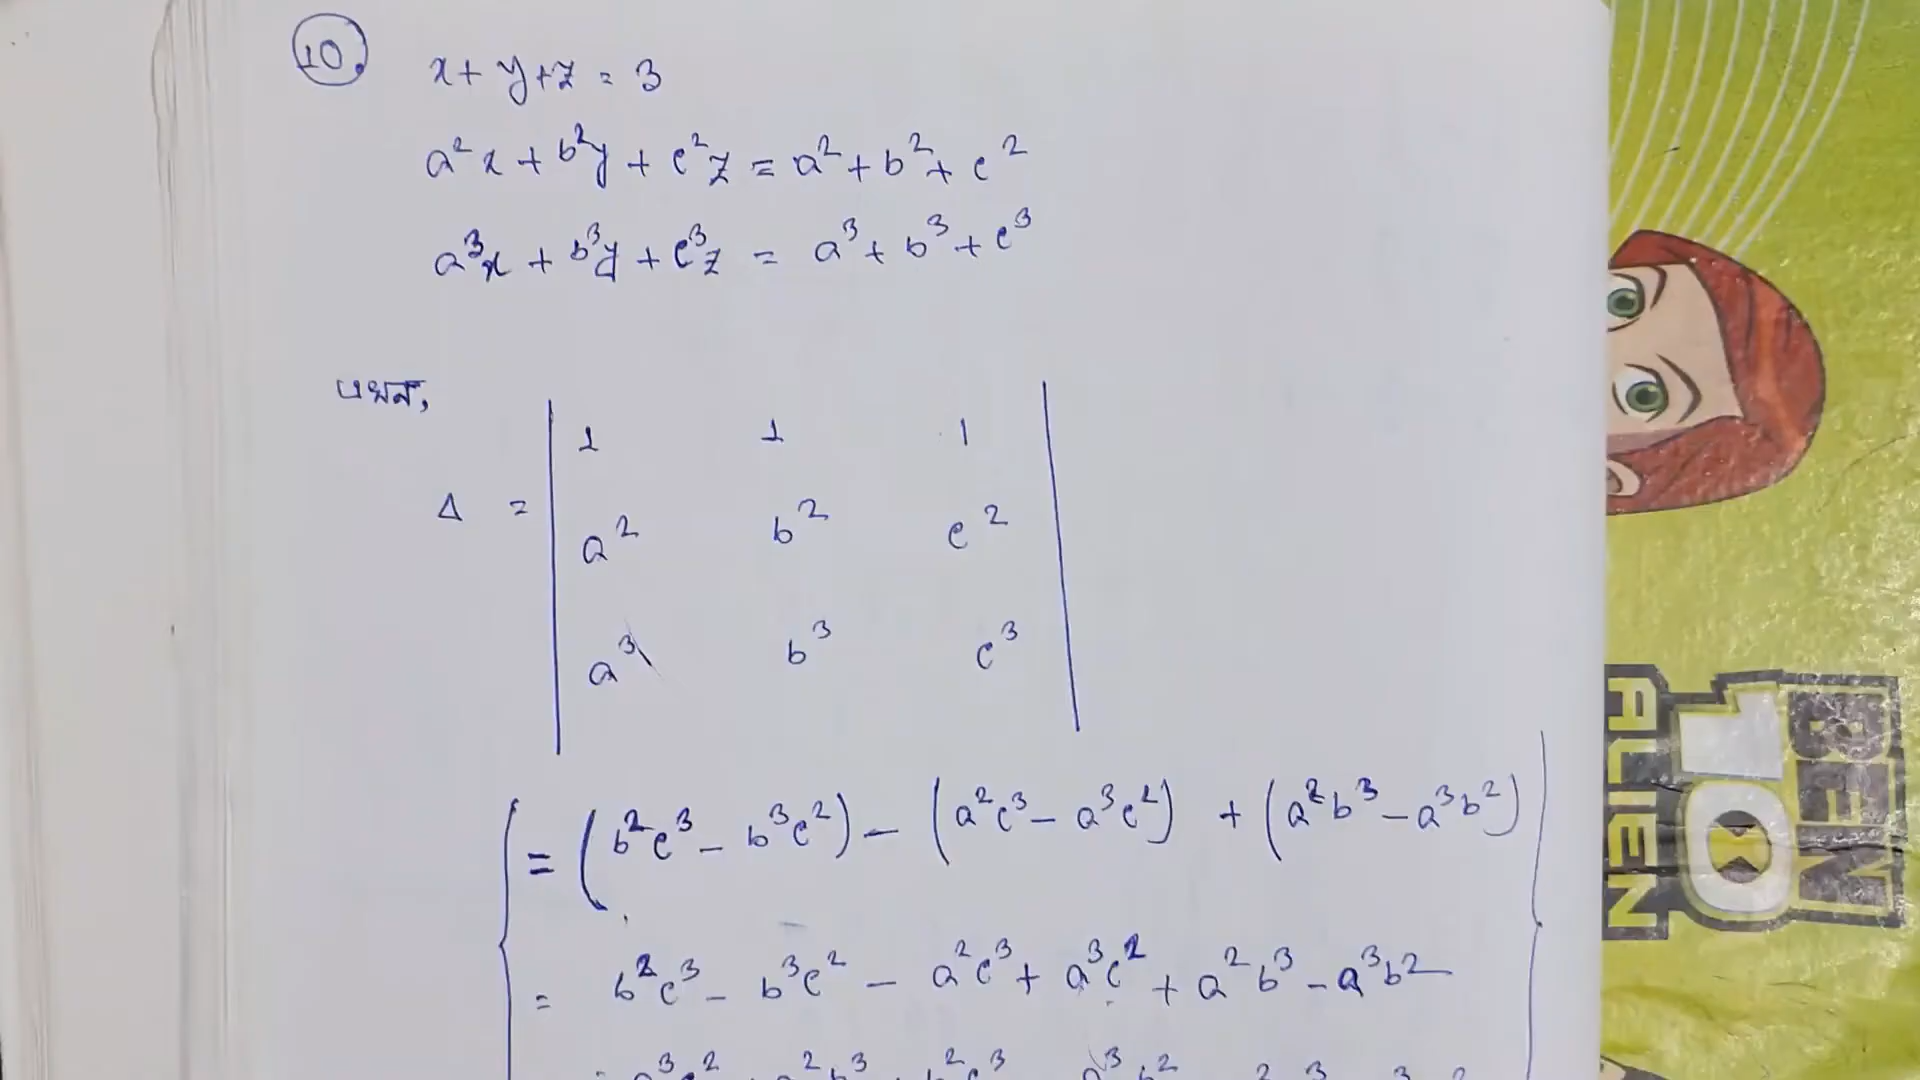 10.
x + y + z = 3
a²x + b²y + c²z = a² + b² + c²
a³x + b³y + c³z = a³ + b³ + c³
এখন,
Δ = | 1 1 1 |
| a² b² c² |
| a³ b³ c³ |
= (b²c³ - b³c²) - (a²c³ - a³c²) + (a²b³ - a³b²)
= b²c³ - b³c² - a²c³ + a³c² + a²b³ - a³b²
BEN
10
ALIEN